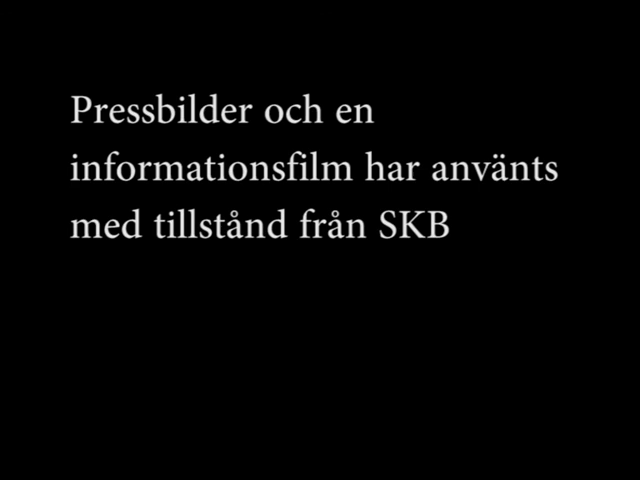 Pressbilder och en
informationsfilm har använts
med tillstånd från SKB